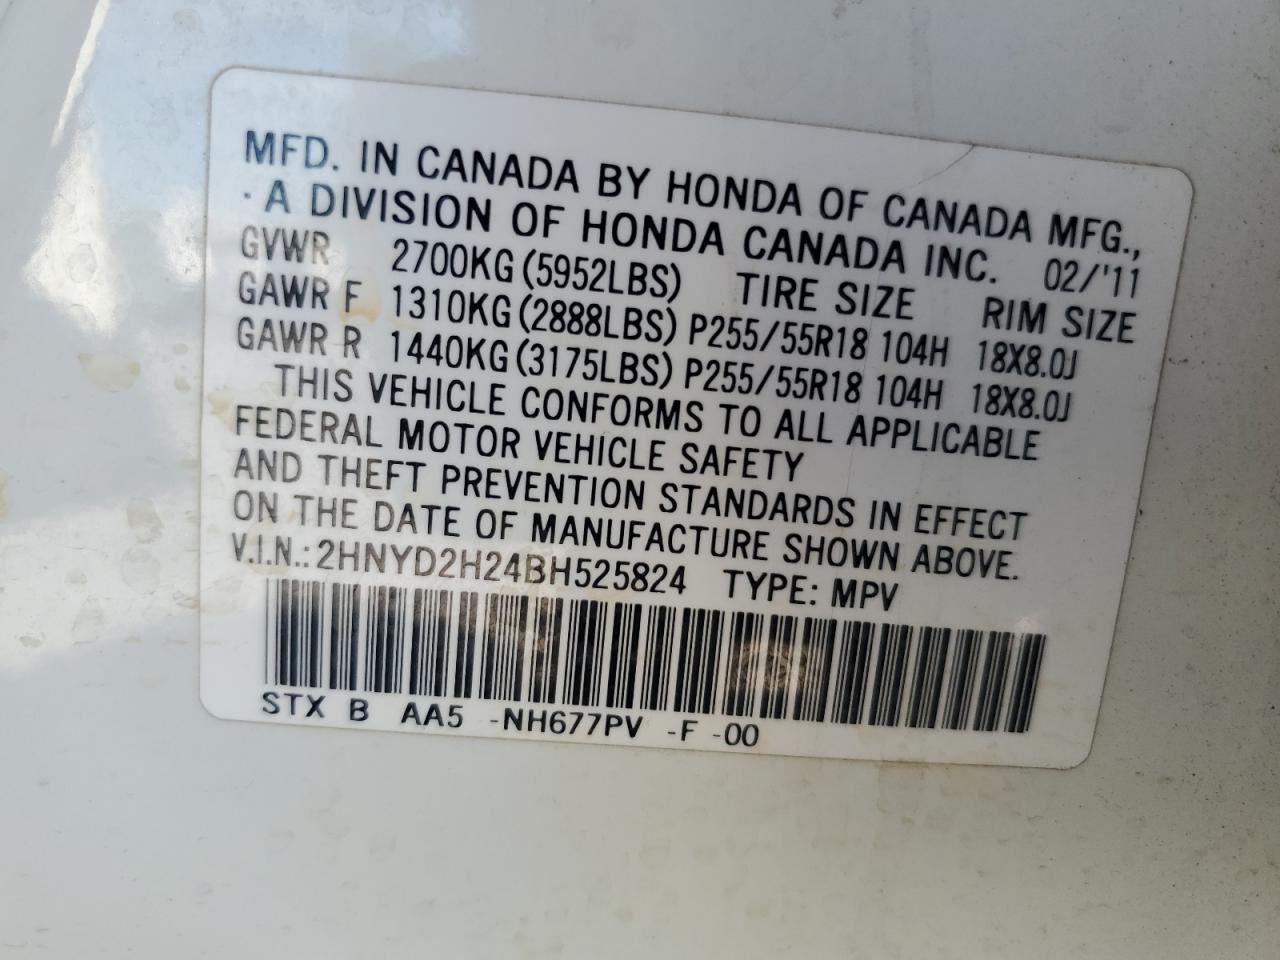 MFD. IN CANADA BY HONDA OF CANADA MFG.,
· A DIVISION OF HONDA CANADA INC. 02/'11
GVWR 2700KG (5952LBS) TIRE SIZE RIM SIZE
GAWR F 1310KG (2888LBS) P255/55R18 104H 18X8.0J
GAWR R 1440KG (3175LBS) P255/55R18 104H 18X8.0J
THIS VEHICLE CONFORMS TO ALL APPLICABLE
FEDERAL MOTOR VEHICLE SAFETY
AND THEFT PREVENTION STANDARDS IN EFFECT
ON THE DATE OF MANUFACTURE SHOWN ABOVE.
V.I.N.: 2HNYD2H24BH525824 TYPE: MPV
STX B AA5 -NH677PV -F -00